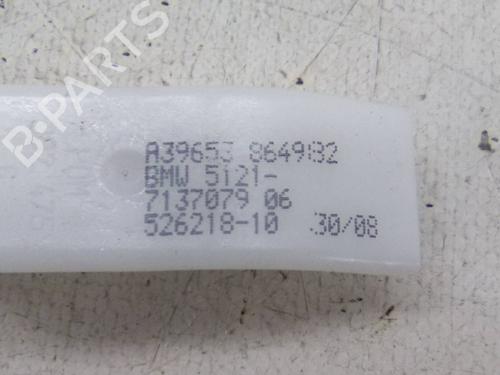 B-PARTS
A39653 864982
BMW 5121-
7137079 06
526218-10 30/08